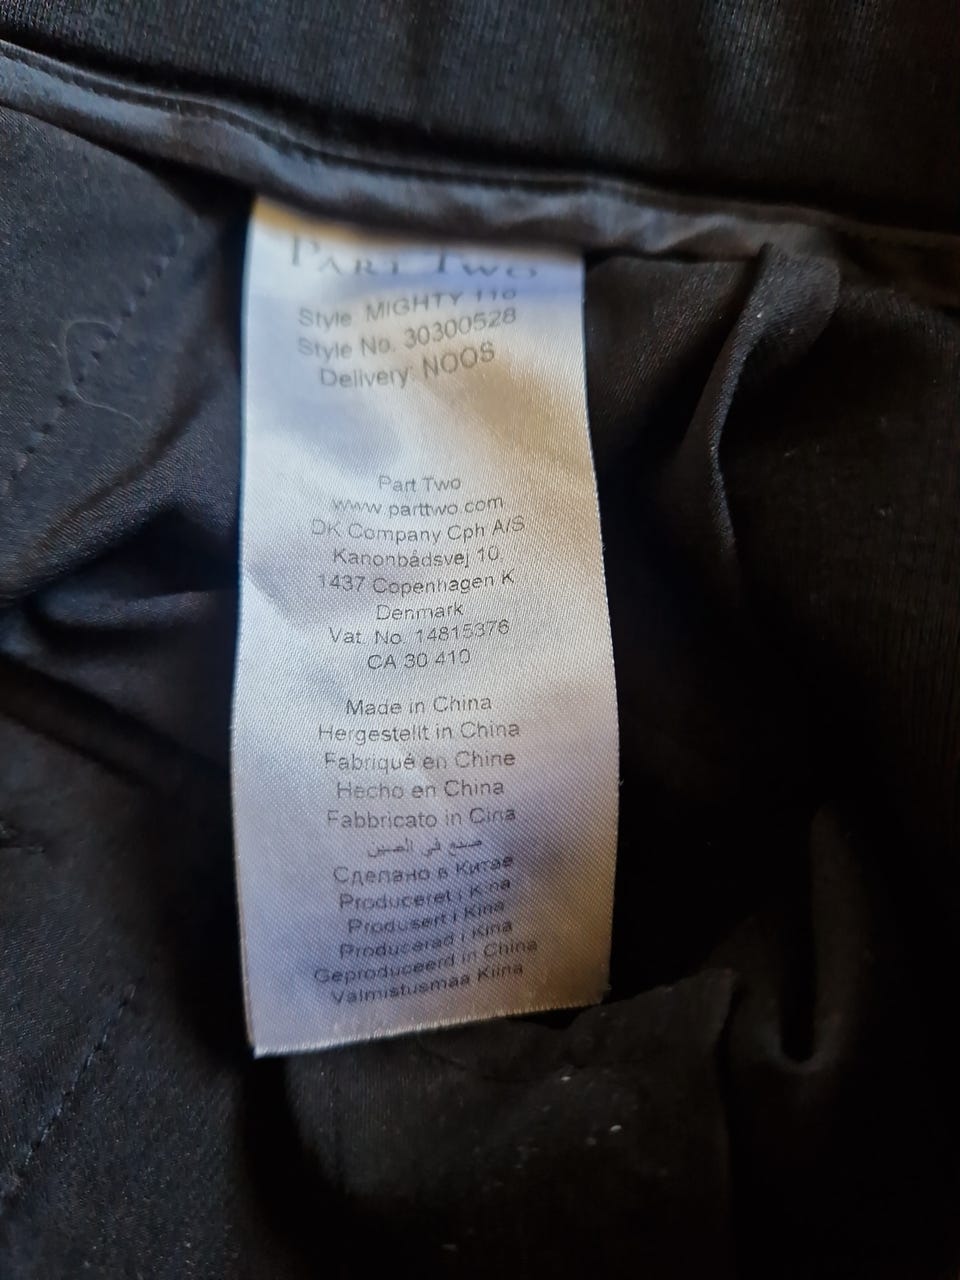 PART TWO
Style MIGHTY 116
Style No. 30300528
Delivery: NOOS
Part Two
www.parttwo.com
DK Company Cph A/S
Kanonbådsvej 10,
1437 Copenhagen K
Denmark
Vat. No. 14815376
CA 30 410
Made in China
Hergestellt in China
Fabriqué en Chine
Hecho en China
Fabbricato in Cina
صنع في الصين
Сделано в Китае
Produceret i Kina
Produsert i Kina
Producerad i Kina
Geproduceerd in China
Valmistusmaa Kiina